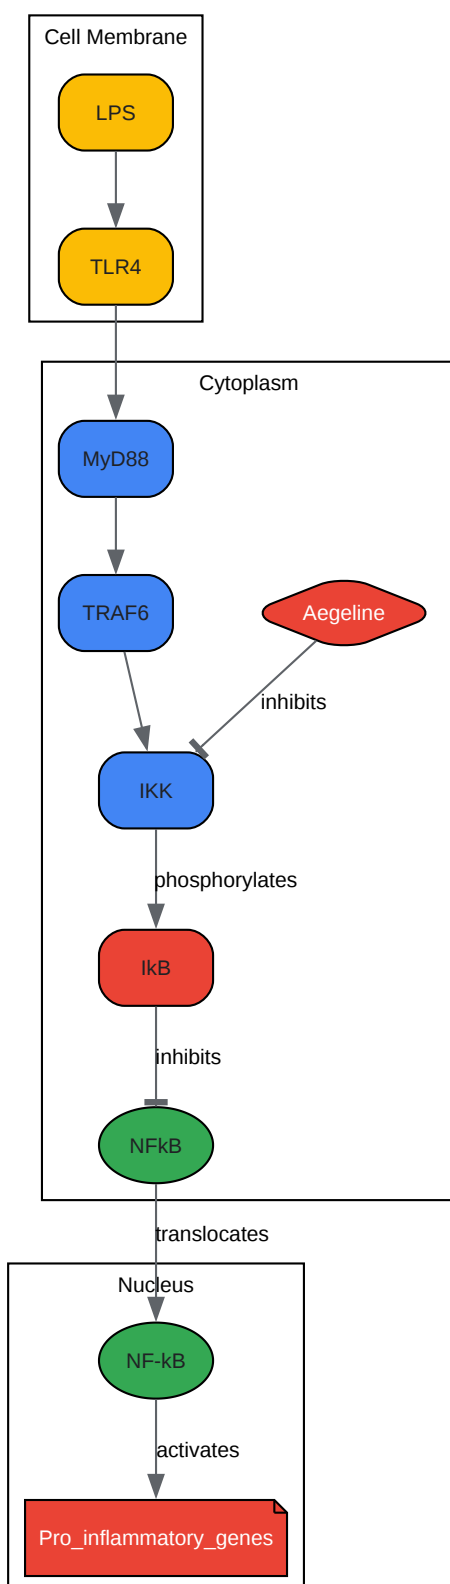 Cell Membrane
LPS
TLR4
Cytoplasm
MyD88
TRAF6
Aegeline
inhibits
IKK
phosphorylates
IkB
inhibits
NFkB
translocates
Nucleus
NF-kB
activates
Pro_inflammatory_genes